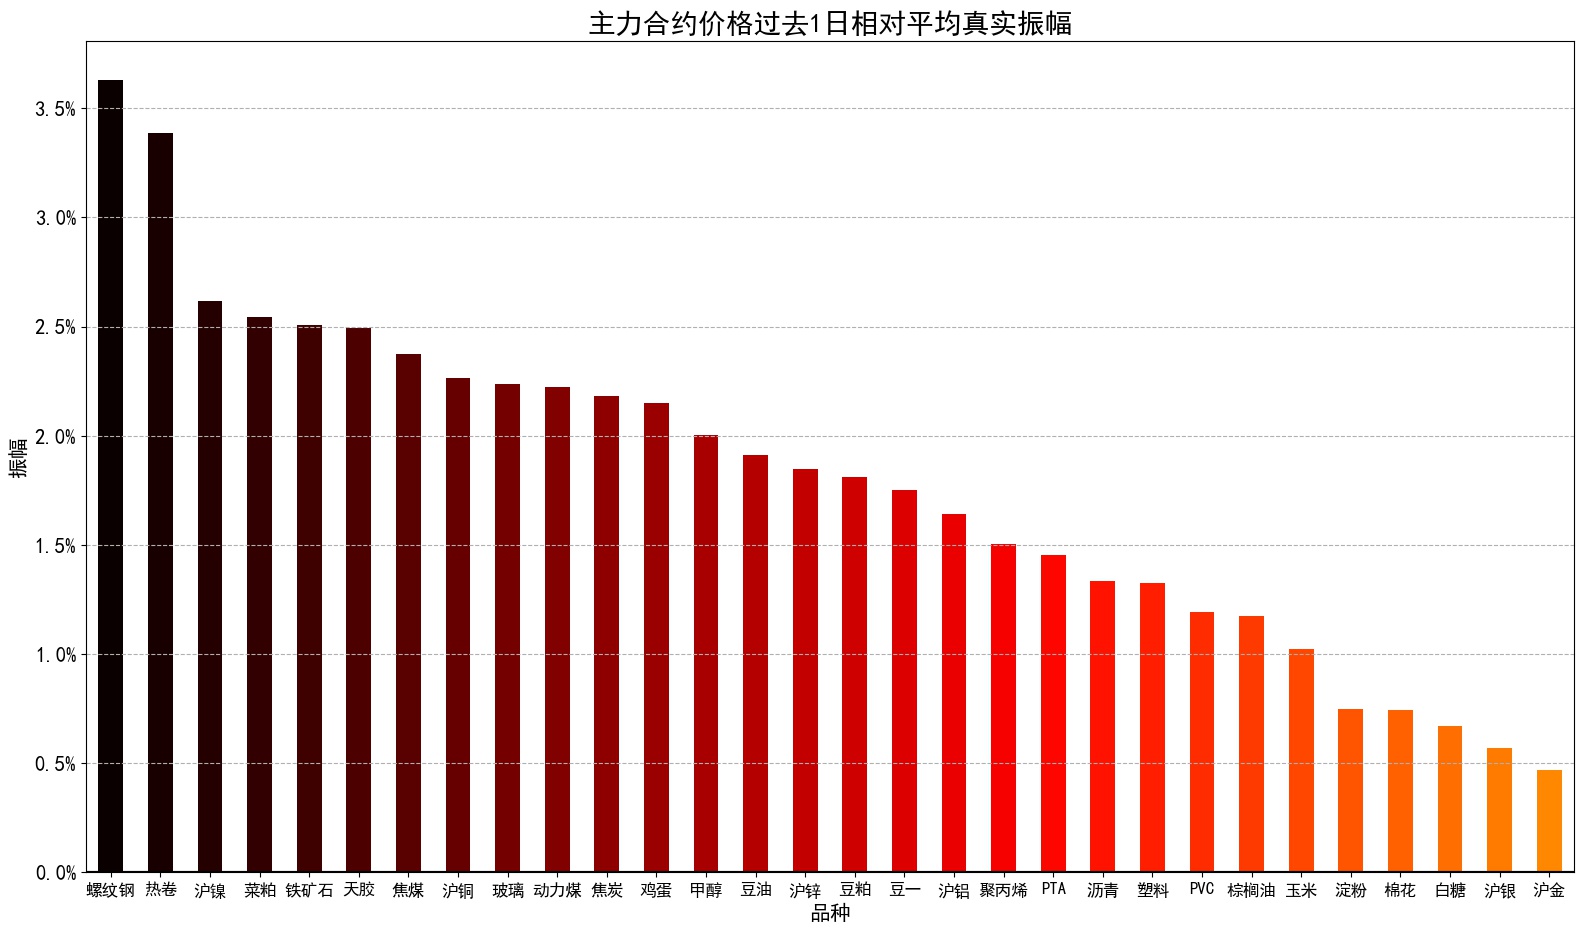 主力合约价格过去1日相对平均真实振幅
3.5%
3.0%
2.5%
2.0%
1.5%
1.0%
0.5%
0.0%
振幅
螺纹钢 热卷 沪镍 菜粕 铁矿石 天胶 焦煤 沪铜 玻璃 动力煤 焦炭 鸡蛋 甲醇 豆油 沪锌 豆粕 豆一 沪铝 聚丙烯 PTA 沥青 塑料 PVC 棕榈油 玉米 淀粉 棉花 白糖 沪银 沪金
品种